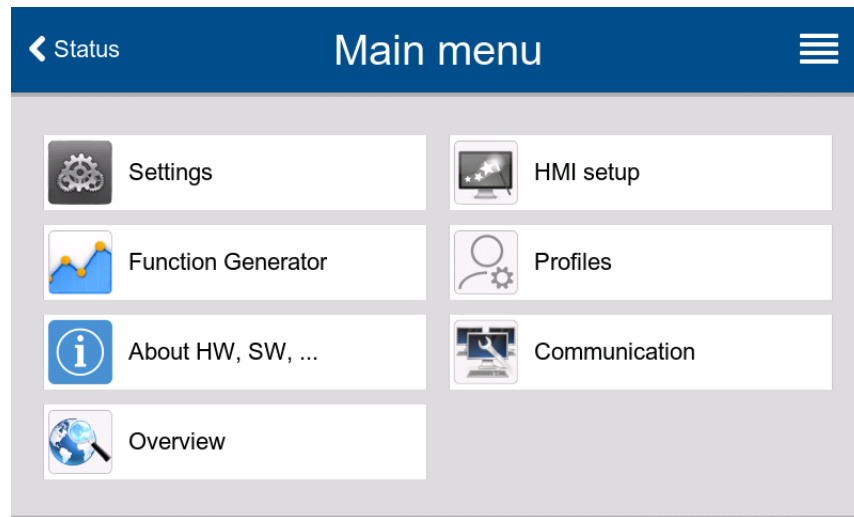 Status
Main menu
Settings
HMI setup
Function Generator
Profiles
About HW, SW, ...
Communication
Overview